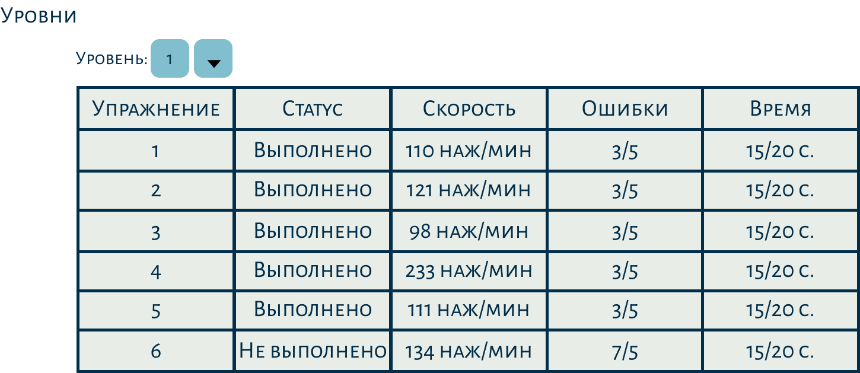 Уровни
Уровень: 1
Упражнение Статус Скорость Ошибки Время
1 Выполнено 110 наж/мин 3/5 15/20 с.
2 Выполнено 121 наж/мин 3/5 15/20 с.
3 Выполнено 98 наж/мин 3/5 15/20 с.
4 Выполнено 233 наж/мин 3/5 15/20 с.
5 Выполнено 111 наж/мин 3/5 15/20 с.
6 Не выполнено 134 наж/мин 7/5 15/20 с.